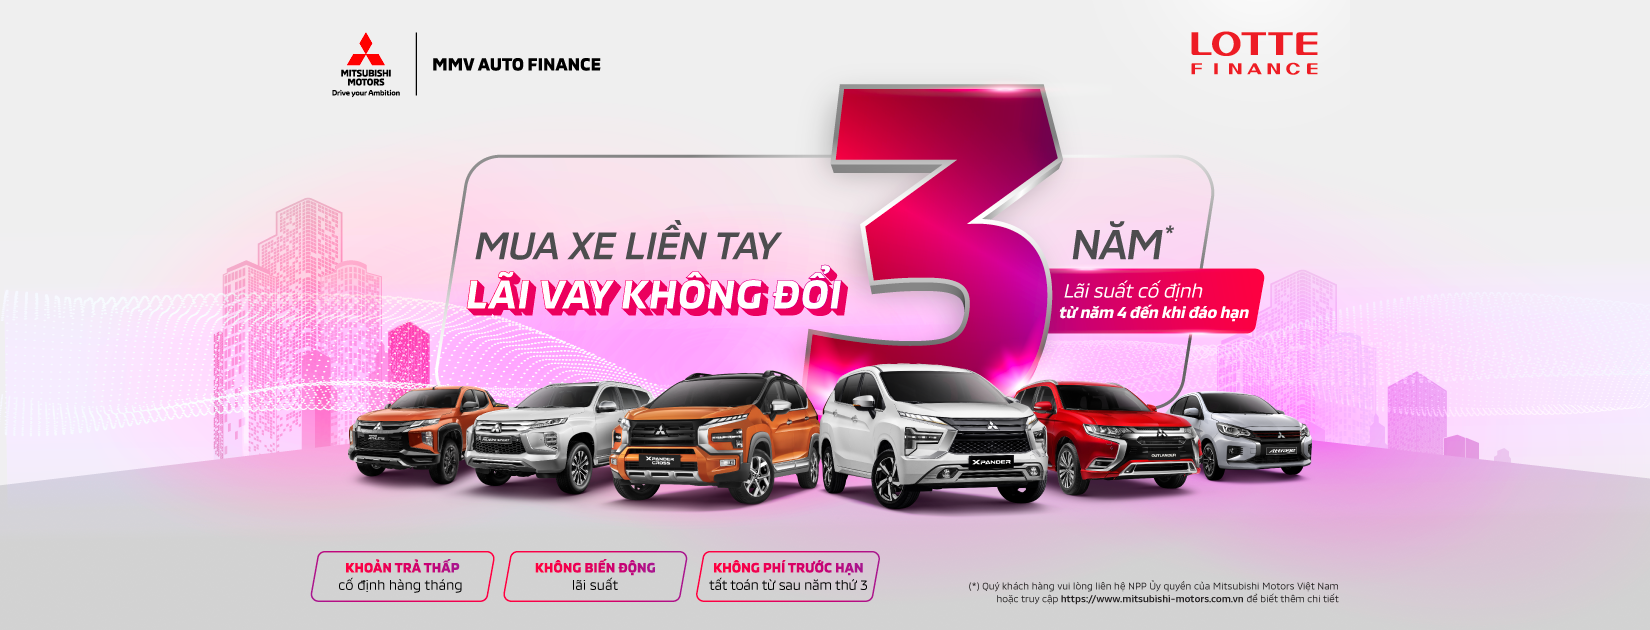 MITSUBISHI
MOTORS
Drive your Ambition
MMV AUTO FINANCE
LOTTE
FINANCE
MUA XE LIỀN TAY
LÃI VAY KHÔNG ĐỔI
3
NĂM*
Lãi suất cố định
từ năm 4 đến khi đáo hạn
XPANDER
CROSS
XPANDER
OUTLANDER
Attrage
KHOẢN TRẢ THẤP
cố định hàng tháng
KHÔNG BIẾN ĐỘNG
lãi suất
KHÔNG PHÍ TRƯỚC HẠN
tất toán từ sau năm thứ 3
(*) Quý khách hàng vui lòng liên hệ NPP Ủy quyền của Mitsubishi Motors Việt Nam
hoặc truy cập https://www.mitsubishi-motors.com.vn để biết thêm chi tiết